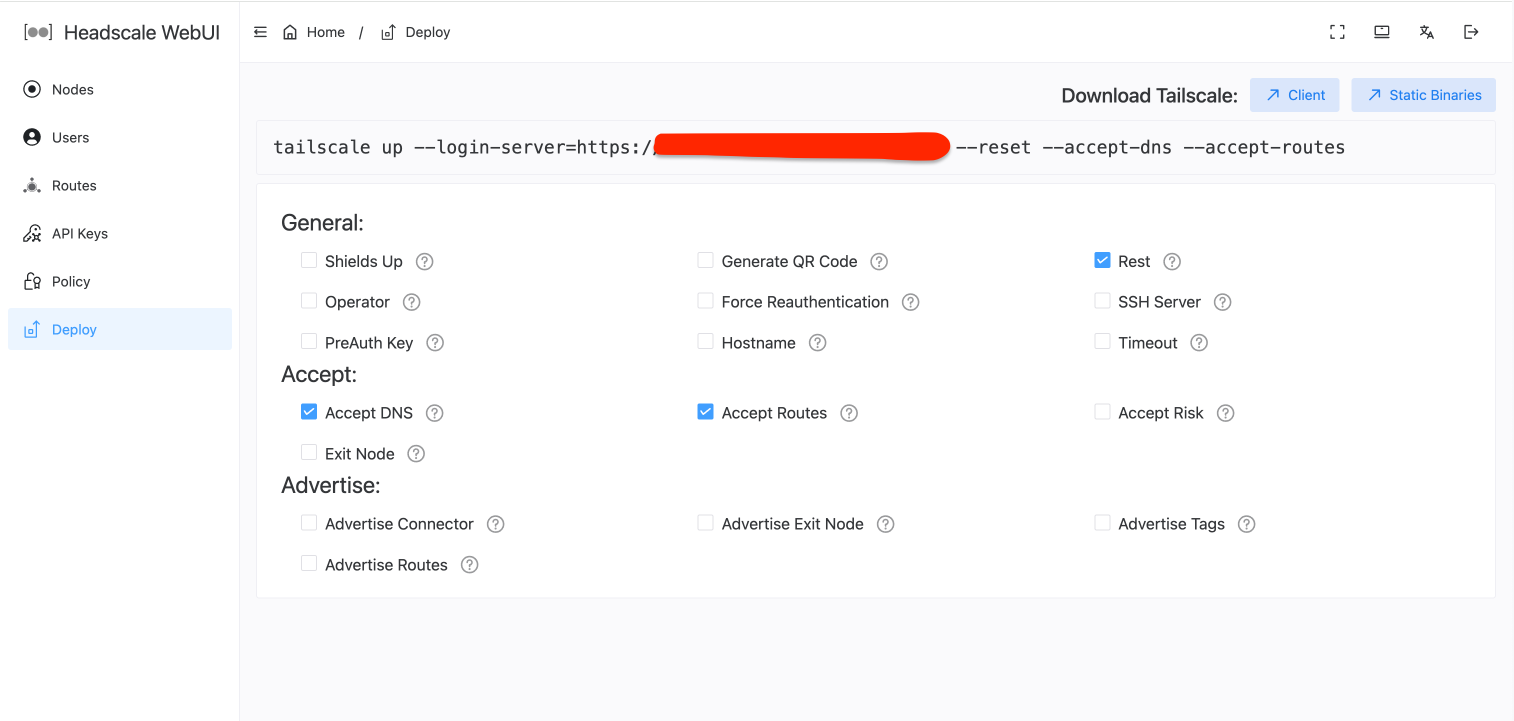 Headscale WebUI
Home / Deploy
Nodes
Users
Routes
API Keys
Policy
Deploy
Download Tailscale: Client Static Binaries
tailscale up --login-server=https:// --reset --accept-dns --accept-routes
General:
Shields Up ? Generate QR Code ? Rest ?
Operator ? Force Reauthentication ? SSH Server ?
PreAuth Key ? Hostname ? Timeout ?
Accept:
Accept DNS ? Accept Routes ? Accept Risk ?
Exit Node ?
Advertise:
Advertise Connector ? Advertise Exit Node ? Advertise Tags ?
Advertise Routes ?